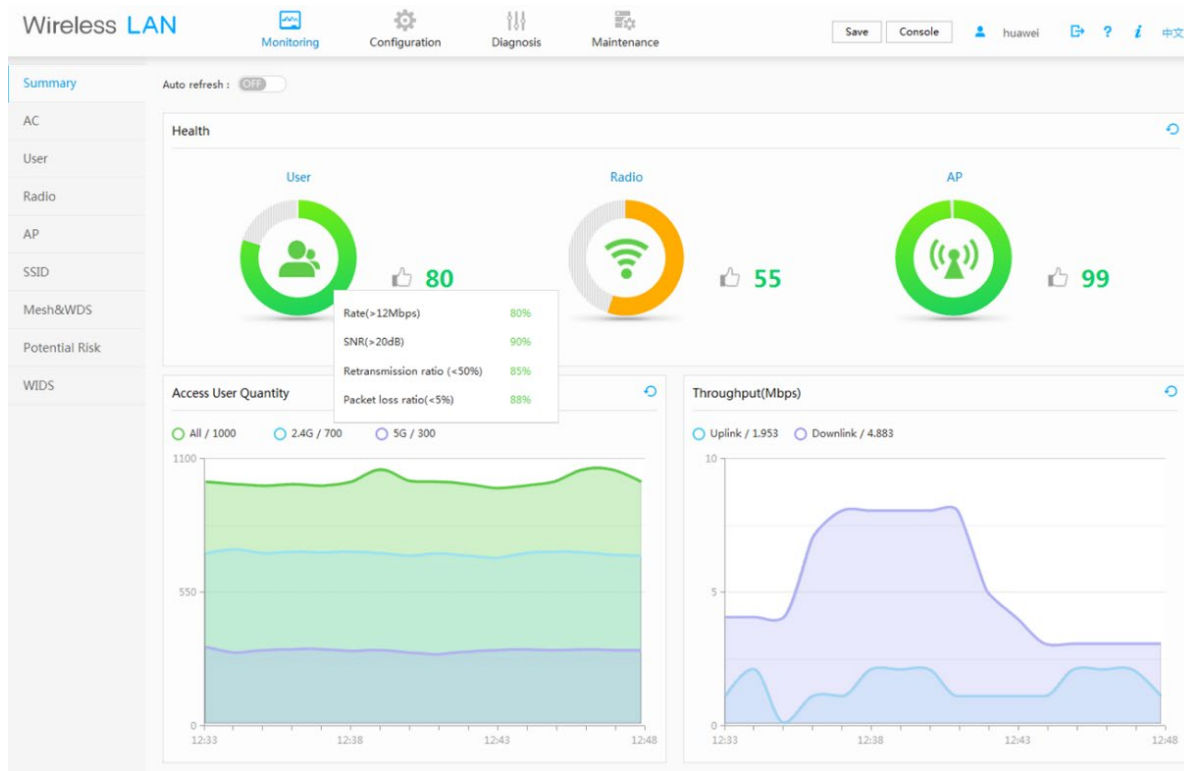 Wireless LAN
Monitoring
Configuration
Diagnosis
Maintenance
Save
Console
huawei
?
i
中文
Summary
AC
User
Radio
AP
SSID
Mesh&WDS
Potential Risk
WIDS
Auto refresh : OFF
Health
User
Radio
AP
80
55
99
Rate(>12Mbps) 80%
SNR(>20dB) 90%
Retransmission ratio (<50%) 85%
Packet loss ratio(<5%) 88%
Access User Quantity
All / 1000 2.4G / 700 5G / 300
1100
550
0
12:33 12:38 12:43 12:48
Throughput(Mbps)
Uplink / 1.953 Downlink / 4.883
10
5
0
12:33 12:38 12:43 12:48